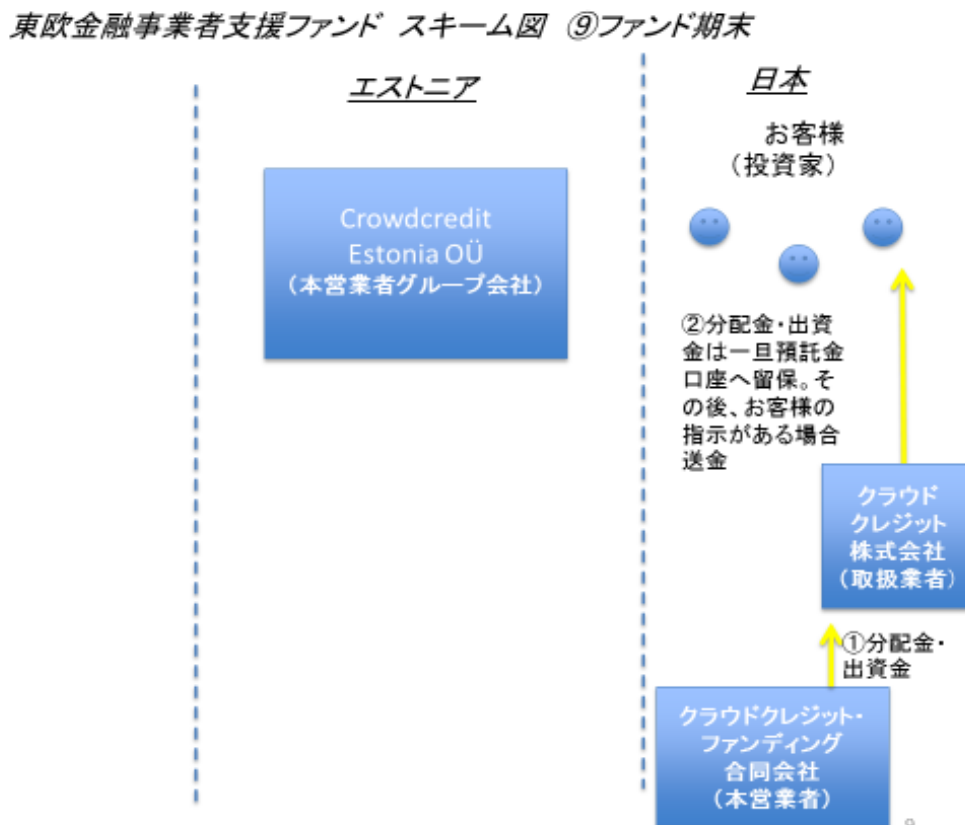 東欧金融事業者支援ファンド スキーム図 ⑨ファンド期末
エストニア
日本
お客様
（投資家）
Crowdcredit
Estonia OÜ
（本営業者グループ会社）
②分配金・出資
金は一旦預託金
口座へ留保。そ
の後、お客様の
指示がある場合
送金
クラウド
クレジット
株式会社
（取扱業者）
①分配金・
出資金
クラウドクレジット・
ファンディング
合同会社
（本営業者）